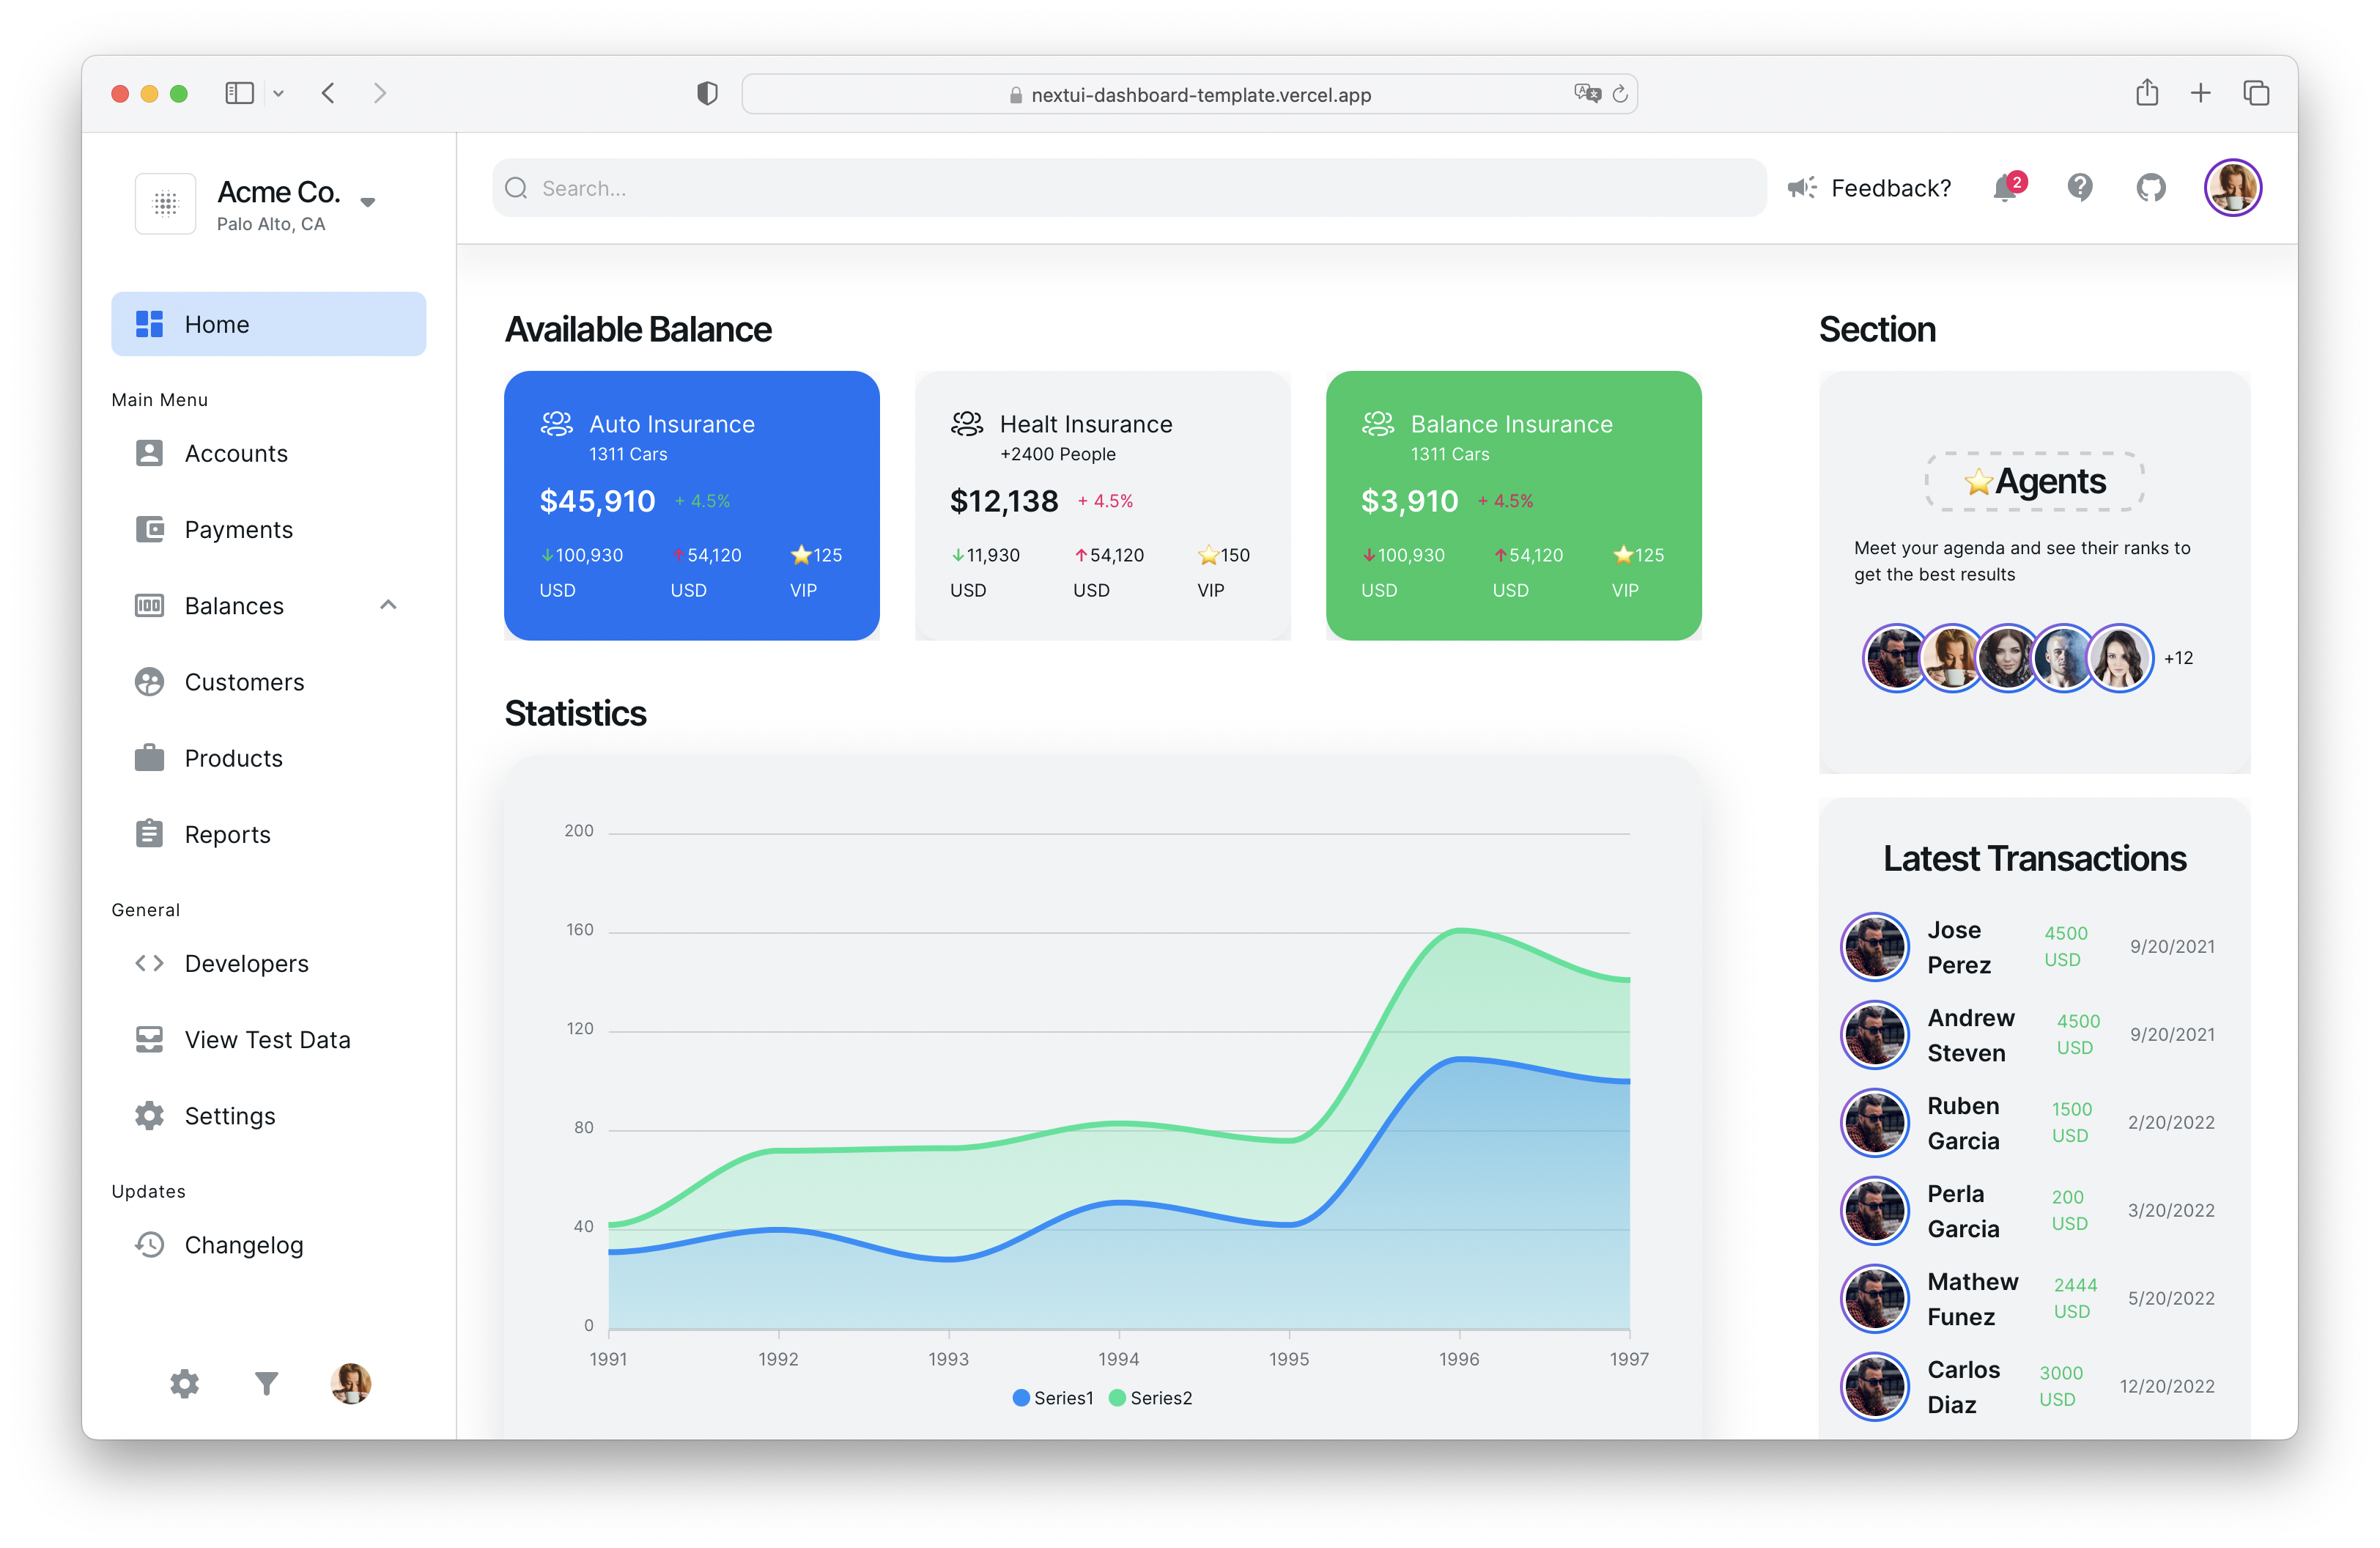 nextui-dashboard-template.vercel.app
Acme Co.
Palo Alto, CA
Search...
Feedback?
2
Home
Main Menu
Accounts
Payments
Balances
Customers
Products
Reports
General
Developers
View Test Data
Settings
Updates
Changelog
Available Balance
Auto Insurance
1311 Cars
$45,910 + 4.5%
100,930 54,120 ⭐125
USD USD VIP
Healt Insurance
+2400 People
$12,138 + 4.5%
11,930 54,120 ⭐150
USD USD VIP
Balance Insurance
1311 Cars
$3,910 + 4.5%
100,930 54,120 ⭐125
USD USD VIP
Statistics
200
160
120
80
40
0
1991 1992 1993 1994 1995 1996 1997
Series1 Series2
Section
⭐Agents
Meet your agenda and see their ranks to
get the best results
+12
Latest Transactions
Jose
Perez
4500
USD
9/20/2021
Andrew
Steven
4500
USD
9/20/2021
Ruben
Garcia
1500
USD
2/20/2022
Perla
Garcia
200
USD
3/20/2022
Mathew
Funez
2444
USD
5/20/2022
Carlos
Diaz
3000
USD
12/20/2022